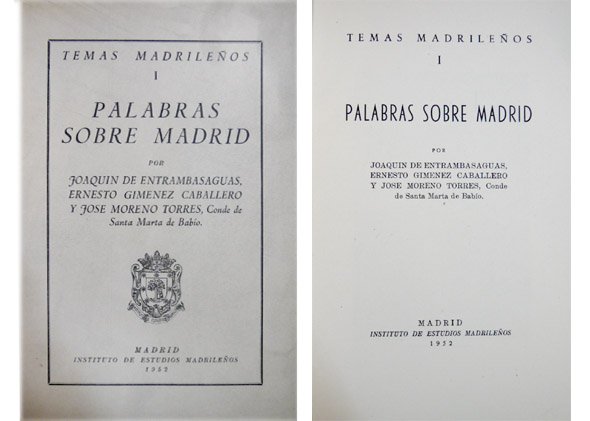 TEMAS MADRILEÑOS
I
PALABRAS
SOBRE MADRID
POR
JOAQUIN DE ENTRAMBASAGUAS,
ERNESTO GIMENEZ CABALLERO
Y JOSE MORENO TORRES, Conde de
Santa Marta de Babío.
MADRID
INSTITUTO DE ESTUDIOS MADRILEÑOS
1952
TEMAS MADRILEÑOS
I
PALABRAS SOBRE MADRID
POR
JOAQUIN DE ENTRAMBASAGUAS,
ERNESTO GIMENEZ CABALLERO
Y JOSE MORENO TORRES, Conde
de Santa Marta de Babío.
MADRID
INSTITUTO DE ESTUDIOS MADRILEÑOS
1952